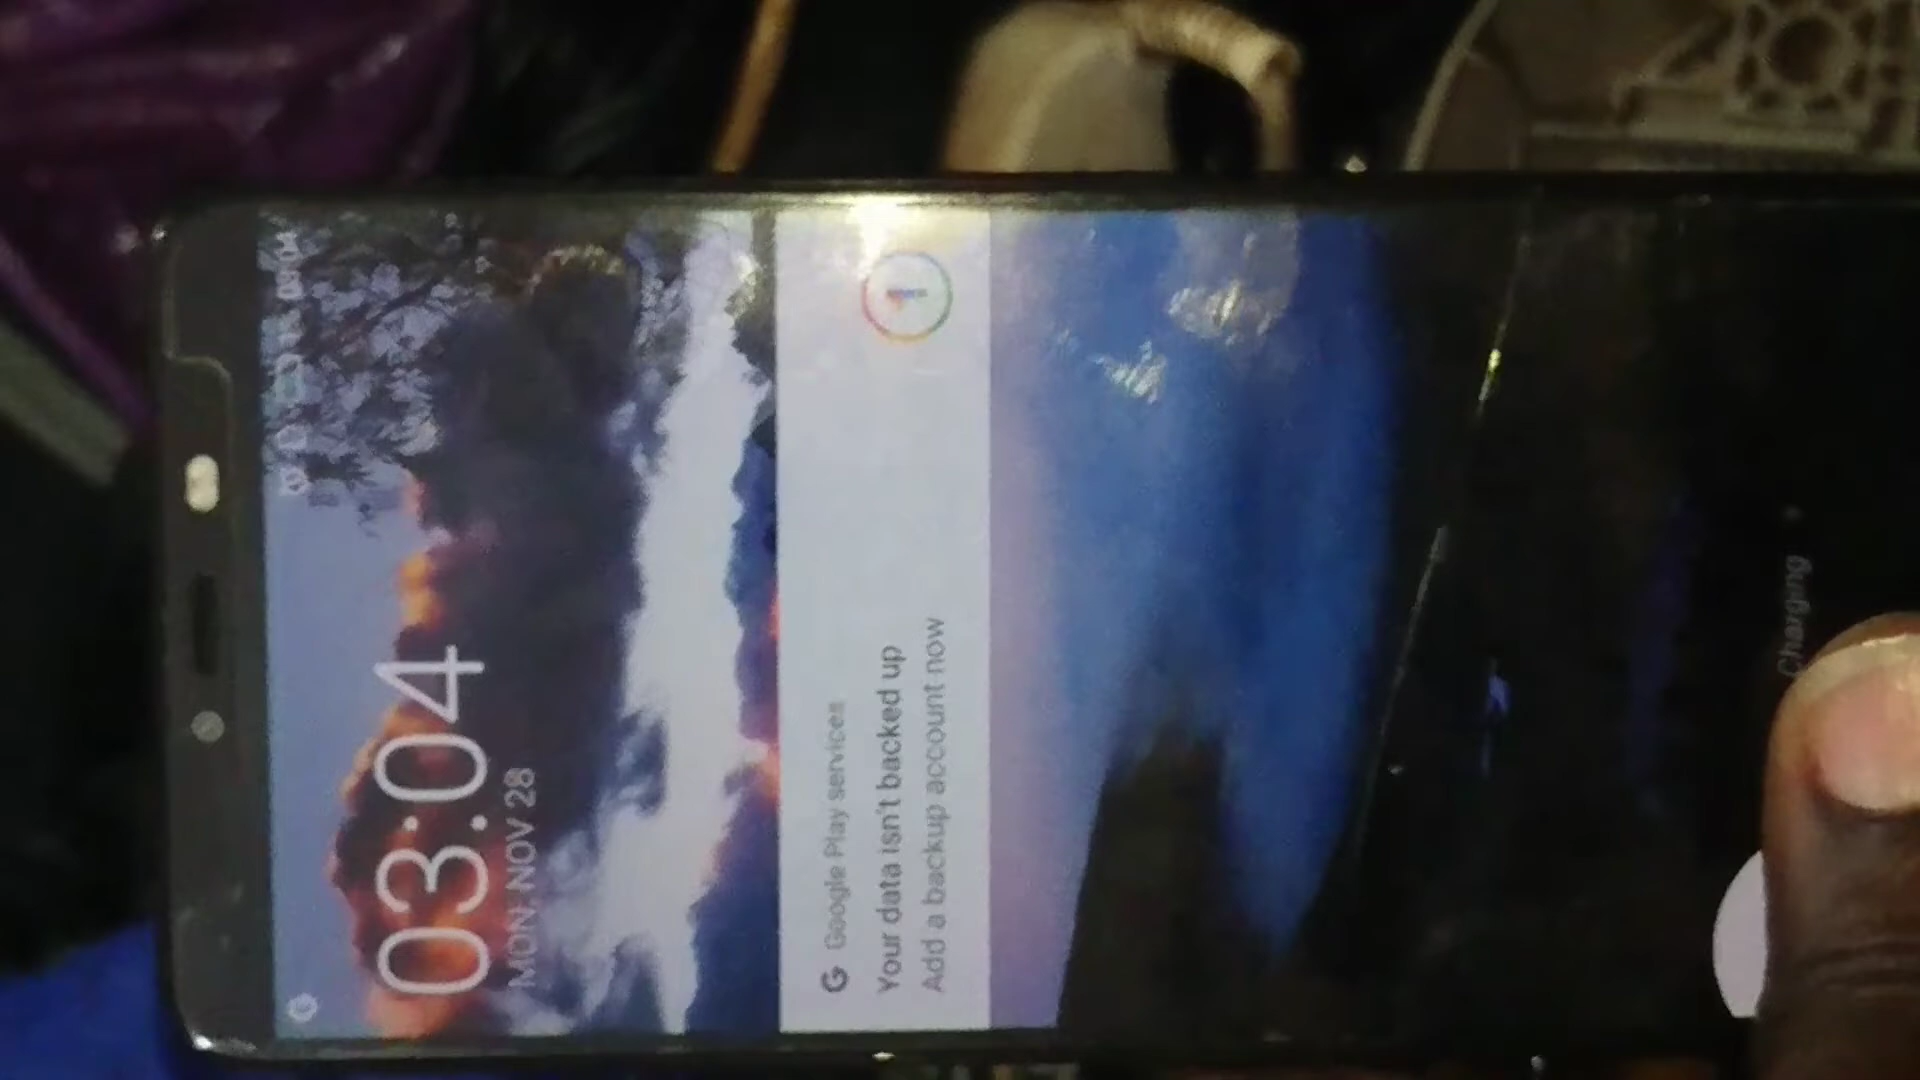 03:04
MON, NOV 28
G Google Play services
Your data isn't backed up
Add a backup account now
Charging